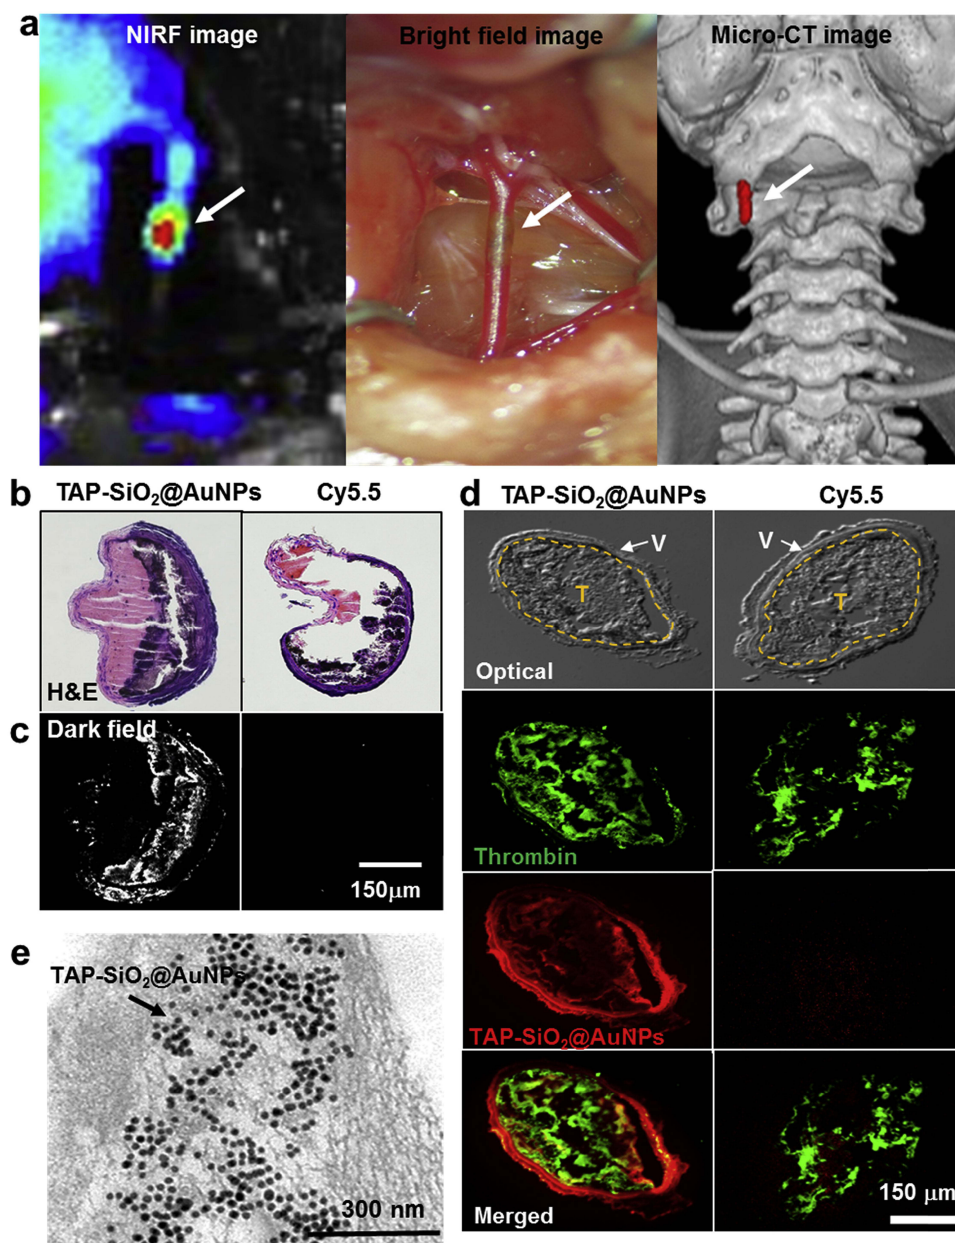 a
NIRF image
Bright field image
Micro-CT image
b
TAP-SiO₂@AuNPs
Cy5.5
H&E
c
Dark field
150μm
d
TAP-SiO₂@AuNPs
Cy5.5
V
T
V
T
Optical
Thrombin
TAP-SiO₂@AuNPs
Merged
150 μm
e
TAP-SiO₂@AuNPs
300 nm